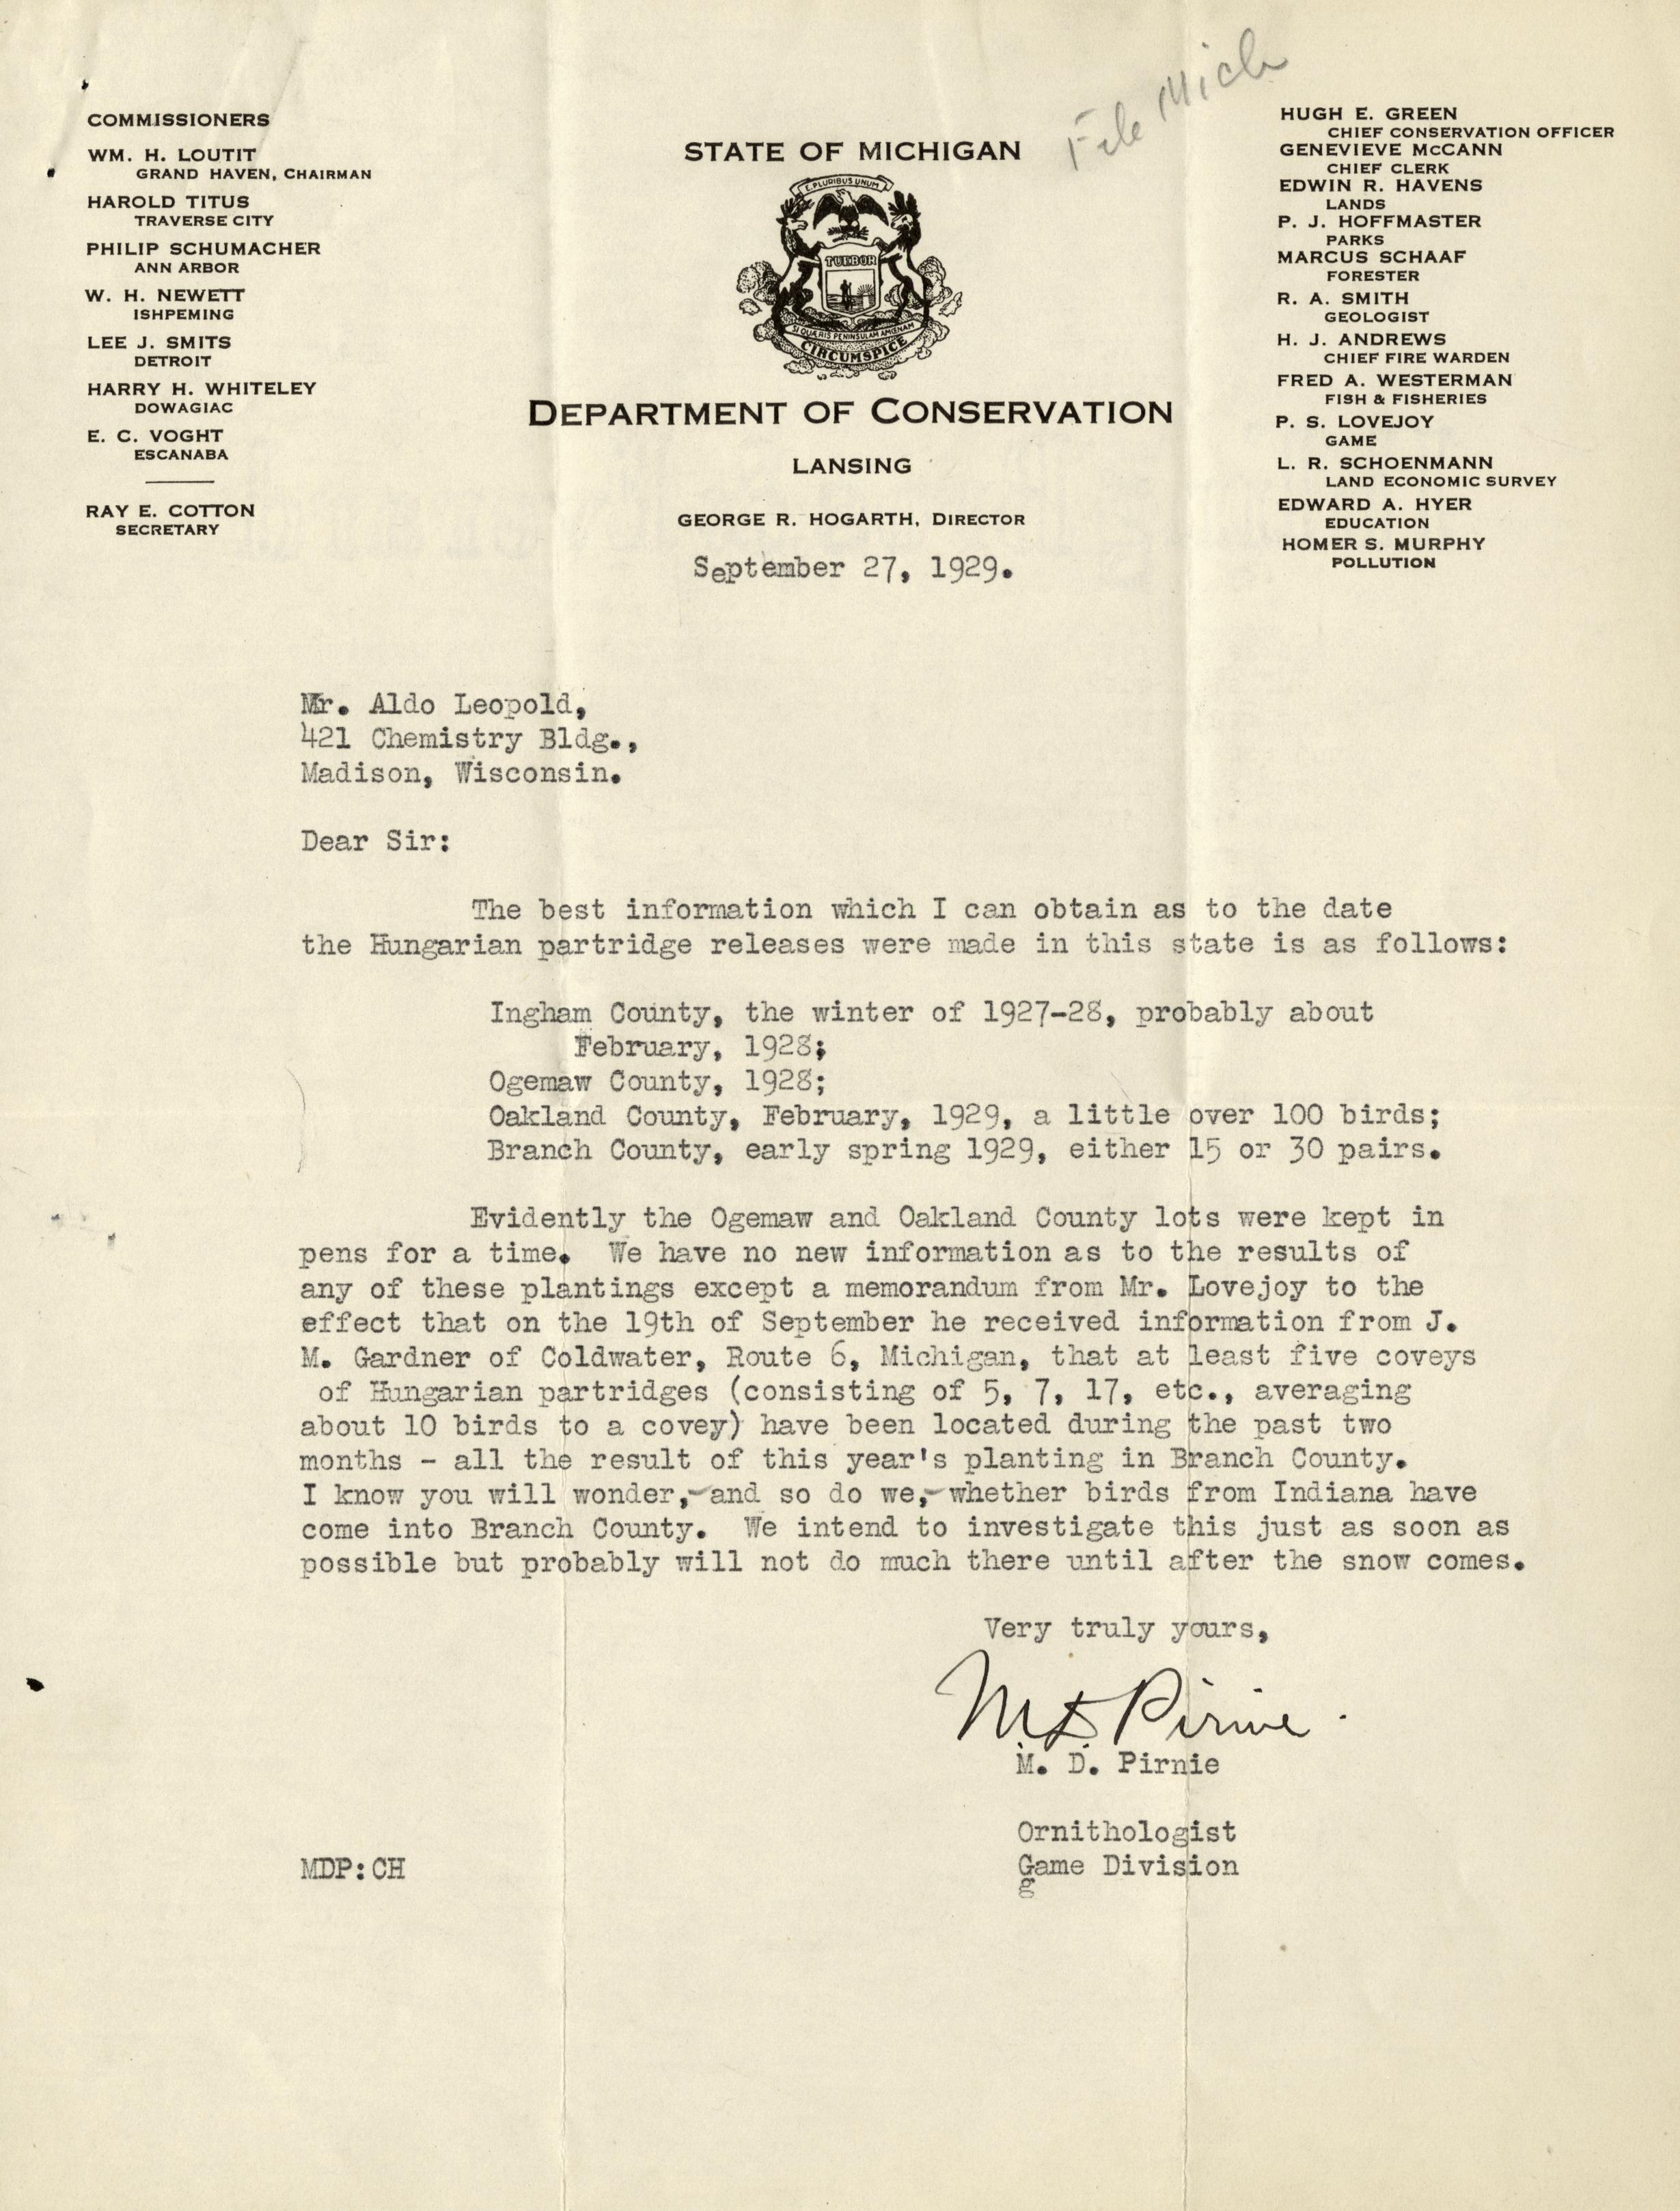 File Mich
COMMISSIONERS
WM. H. LOUTIT
GRAND HAVEN, CHAIRMAN
HAROLD TITUS
TRAVERSE CITY
PHILIP SCHUMACHER
ANN ARBOR
W. H. NEWETT
ISHPEMING
LEE J. SMITS
DETROIT
HARRY H. WHITELEY
DOWAGIAC
E. C. VOGHT
ESCANABA
RAY E. COTTON
SECRETARY
STATE OF MICHIGAN
E PLURIBUS UNUM
TUEBOR
SI QUAERIS PENINSULAM AMOENAM
CIRCUMSPICE
DEPARTMENT OF CONSERVATION
LANSING
GEORGE R. HOGARTH, DIRECTOR
HUGH E. GREEN
CHIEF CONSERVATION OFFICER
GENEVIEVE McCANN
CHIEF CLERK
EDWIN R. HAVENS
LANDS
P. J. HOFFMASTER
PARKS
MARCUS SCHAAF
FORESTER
R. A. SMITH
GEOLOGIST
H. J. ANDREWS
CHIEF FIRE WARDEN
FRED A. WESTERMAN
FISH & FISHERIES
P. S. LOVEJOY
GAME
L. R. SCHOENMANN
LAND ECONOMIC SURVEY
EDWARD A. HYER
EDUCATION
HOMER S. MURPHY
POLLUTION
September 27, 1929.
Mr. Aldo Leopold,
421 Chemistry Bldg.,
Madison, Wisconsin.
Dear Sir:
The best information which I can obtain as to the date
the Hungarian partridge releases were made in this state is as follows:
Ingham County, the winter of 1927-28, probably about
February, 1928;
Ogemaw County, 1928;
Oakland County, February, 1929, a little over 100 birds;
Branch County, early spring 1929, either 15 or 30 pairs.
Evidently the Ogemaw and Oakland County lots were kept in
pens for a time. We have no new information as to the results of
any of these plantings except a memorandum from Mr. Lovejoy to the
effect that on the 19th of September he received information from J.
M. Gardner of Coldwater, Route 6, Michigan, that at least five coveys
of Hungarian partridges (consisting of 5, 7, 17, etc., averaging
about 10 birds to a covey) have been located during the past two
months - all the result of this year's planting in Branch County.
I know you will wonder,-and so do we,-whether birds from Indiana have
come into Branch County. We intend to investigate this just as soon as
possible but probably will not do much there until after the snow comes.
Very truly yours,
M D Pirnie
M. D. Pirnie
Ornithologist
Game Division
g
MDP:CH